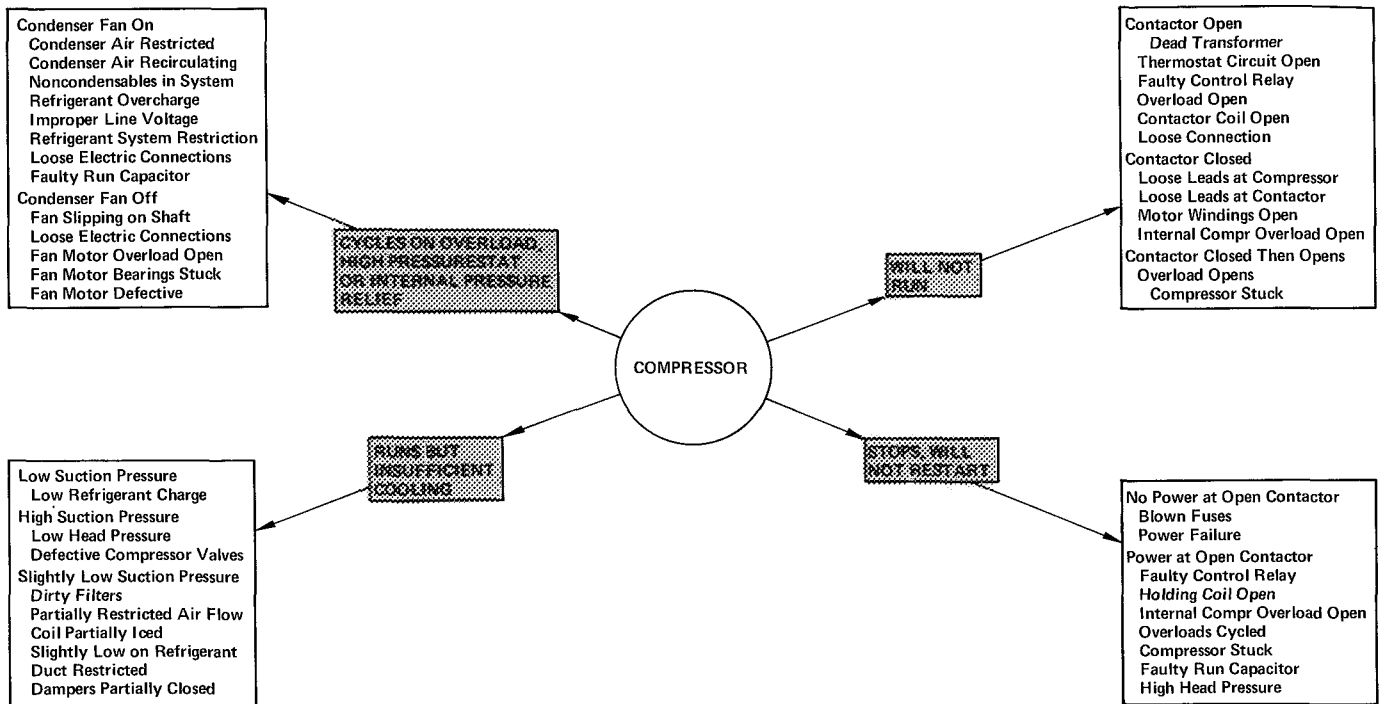 Condenser Fan On
Condenser Air Restricted
Condenser Air Recirculating
Noncondensables in System
Refrigerant Overcharge
Improper Line Voltage
Refrigerant System Restriction
Loose Electric Connections
Faulty Run Capacitor
Condenser Fan Off
Fan Slipping on Shaft
Loose Electric Connections
Fan Motor Overload Open
Fan Motor Bearings Stuck
Fan Motor Defective
CYCLES ON OVERLOAD,
HIGH PRESSURESTAT
OR INTERNAL PRESSURE
RELIEF
Contactor Open
Dead Transformer
Thermostat Circuit Open
Faulty Control Relay
Overload Open
Contactor Coil Open
Loose Connection
Contactor Closed
Loose Leads at Compressor
Loose Leads at Contactor
Motor Windings Open
Internal Compr Overload Open
Contactor Closed Then Opens
Overload Opens
Compressor Stuck
WILL NOT
RUN
COMPRESSOR
RUNS BUT
INSUFFICIENT
COOLING
Low Suction Pressure
Low Refrigerant Charge
High Suction Pressure
Low Head Pressure
Defective Compressor Valves
Slightly Low Suction Pressure
Dirty Filters
Partially Restricted Air Flow
Coil Partially Iced
Slightly Low on Refrigerant
Duct Restricted
Dampers Partially Closed
STOPS, WILL
NOT RESTART
No Power at Open Contactor
Blown Fuses
Power Failure
Power at Open Contactor
Faulty Control Relay
Holding Coil Open
Internal Compr Overload Open
Overloads Cycled
Compressor Stuck
Faulty Run Capacitor
High Head Pressure